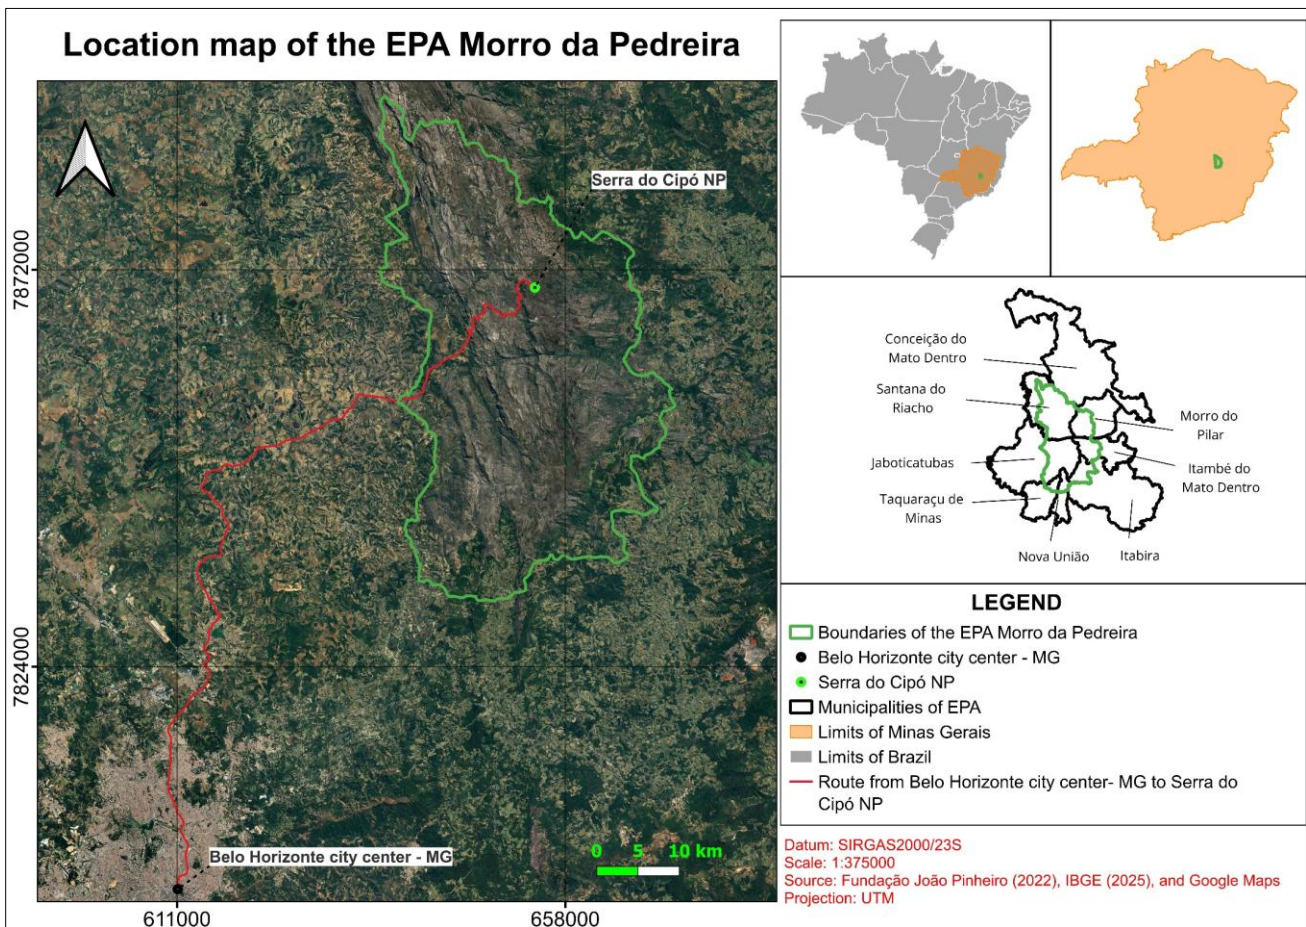 Location map of the EPA Morro da Pedreira
Serra do Cipó NP
7872000
7824000
Belo Horizonte city center - MG
0 5 10 km
611000
658000
Conceição do
Mato Dentro
Santana do
Riacho
Morro do
Pilar
Jaboticatubas
Itambé do
Mato Dentro
Taquaraçu de
Minas
Nova União
Itabira
LEGEND
Boundaries of the EPA Morro da Pedreira
Belo Horizonte city center - MG
Serra do Cipó NP
Municipalities of EPA
Limits of Minas Gerais
Limits of Brazil
Route from Belo Horizonte city center- MG to Serra do
Cipó NP
Datum: SIRGAS2000/23S
Scale: 1:375000
Source: Fundação João Pinheiro (2022), IBGE (2025), and Google Maps
Projection: UTM